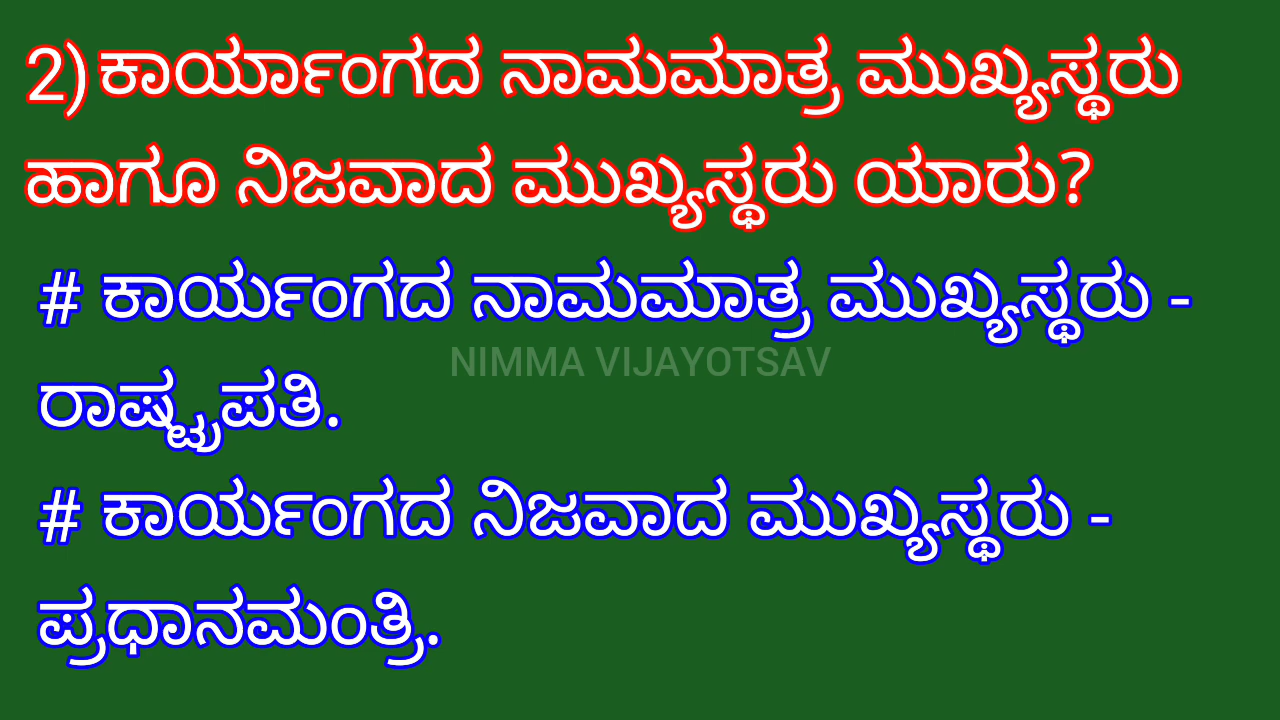 2) ಕಾರ್ಯಾಂಗದ ನಾಮಮಾತ್ರ ಮುಖ್ಯಸ್ಥರು
ಹಾಗೂ ನಿಜವಾದ ಮುಖ್ಯಸ್ಥರು ಯಾರು?
# ಕಾರ್ಯಂಗದ ನಾಮಮಾತ್ರ ಮುಖ್ಯಸ್ಥರು -
NIMMA VIJAYOTSAV
ರಾಷ್ಟ್ರಪತಿ.
# ಕಾರ್ಯಂಗದ ನಿಜವಾದ ಮುಖ್ಯಸ್ಥರು -
ಪ್ರಧಾನಮಂತ್ರಿ.